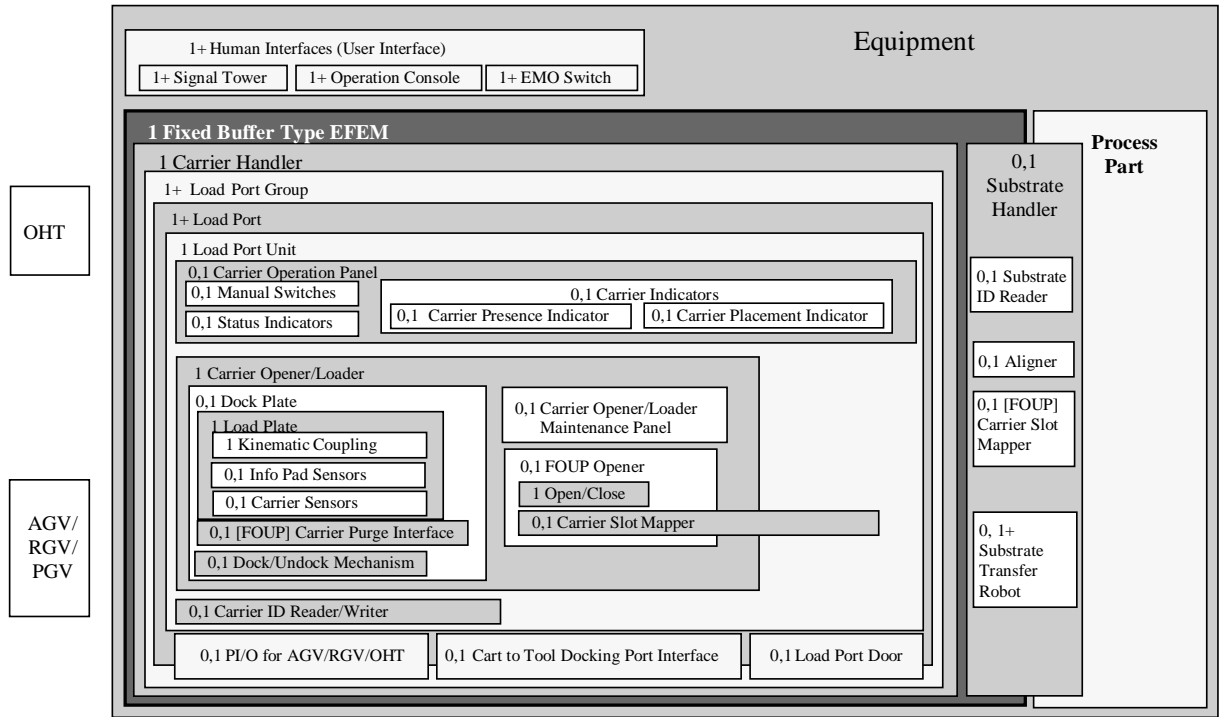 Equipment
1+ Human Interfaces (User Interface)
1+ Signal Tower
1+ Operation Console
1+ EMO Switch
1 Fixed Buffer Type EFEM
1 Carrier Handler
1+ Load Port Group
1+ Load Port
1 Load Port Unit
0,1 Carrier Operation Panel
0,1 Manual Switches
0,1 Status Indicators
0,1 Carrier Indicators
0,1 Carrier Presence Indicator
0,1 Carrier Placement Indicator
1 Carrier Opener/Loader
0,1 Dock Plate
1 Load Plate
1 Kinematic Coupling
0,1 Info Pad Sensors
0,1 Carrier Sensors
0,1 [FOUP] Carrier Purge Interface
0,1 Dock/Undock Mechanism
0,1 Carrier Opener/Loader
Maintenance Panel
0,1 FOUP Opener
1 Open/Close
0,1 Carrier Slot Mapper
0,1 Carrier ID Reader/Writer
0,1 PI/O for AGV/RGV/OHT
0,1 Cart to Tool Docking Port Interface
0,1 Load Port Door
0,1
Substrate
Handler
0,1 Substrate
ID Reader
0,1 Aligner
0,1 [FOUP]
Carrier Slot
Mapper
0, 1+
Substrate
Transfer
Robot
Process
Part
OHT
AGV/
RGV/
PGV